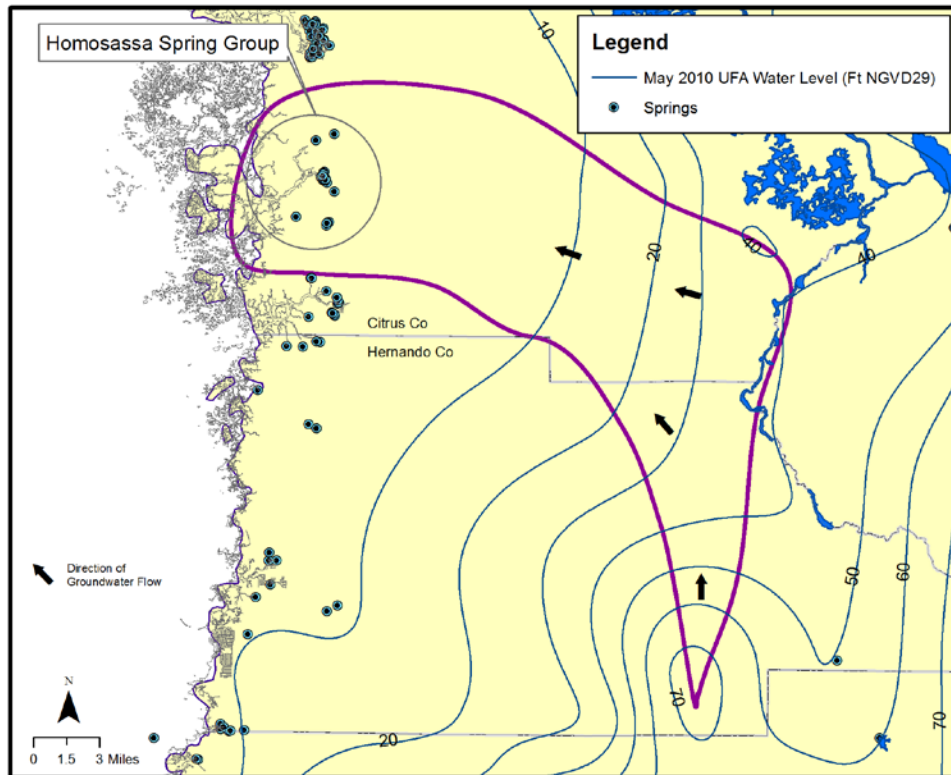 Homosassa Spring Group
10
Legend
May 2010 UFA Water Level (Ft NGVD29)
Springs
40
20
40
Citrus Co
Hernando Co
Direction of
Groundwater Flow
50
60
70
70
N
20
0 1.5 3 Miles